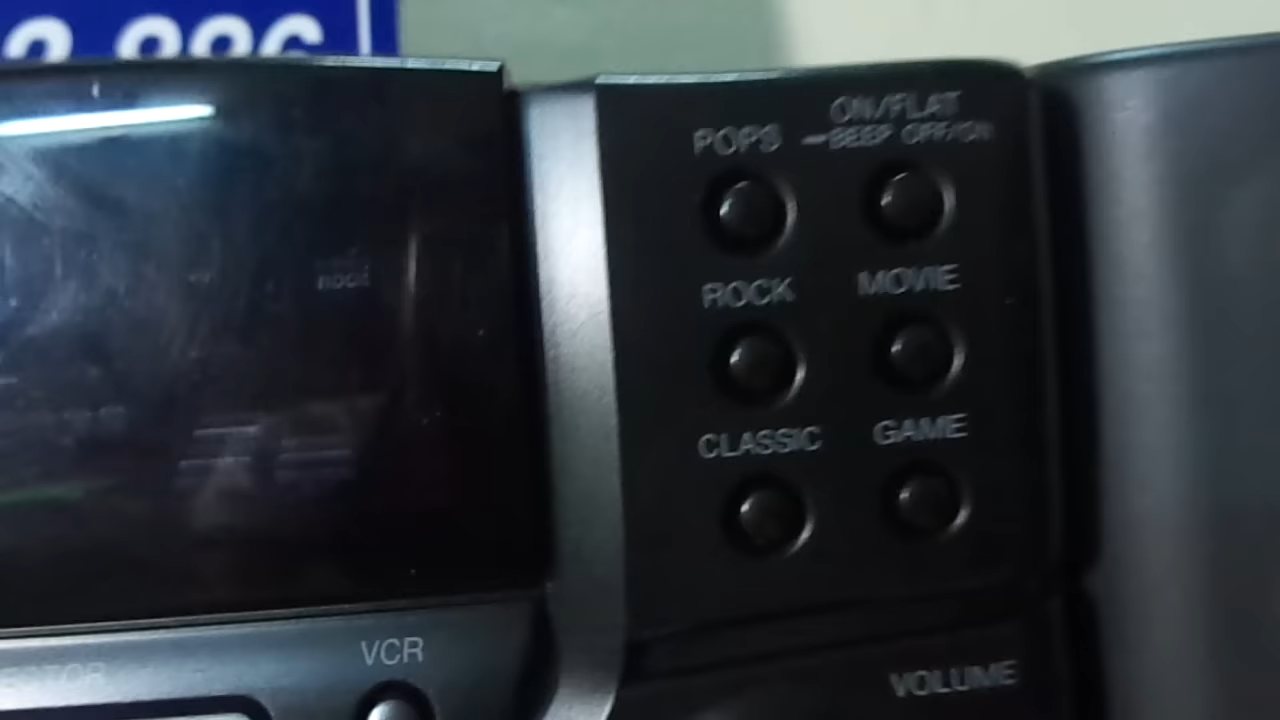 POPS
ON/FLAT
—BEEP OFF/ON
ROCK
MOVIE
CLASSIC
GAME
VCR
VOLUME